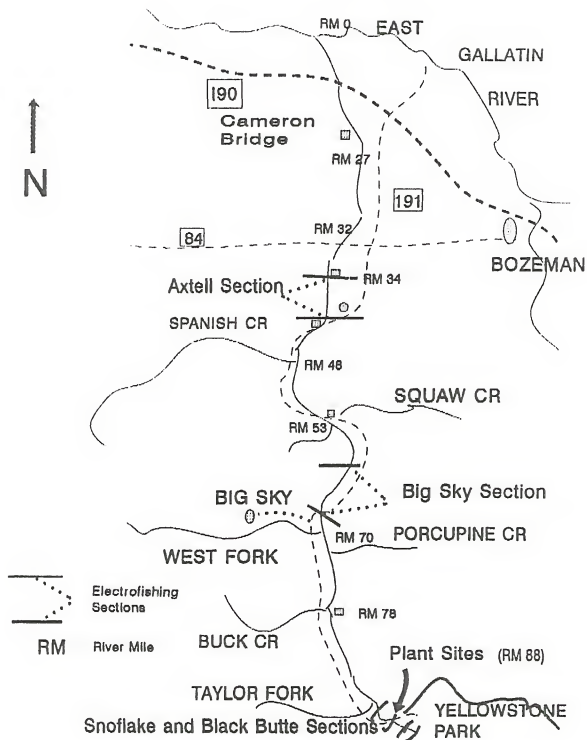 RM 0
EAST
GALLATIN
RIVER
I90
Cameron
Bridge
N
RM 27
191
RM 32
84
BOZEMAN
RM 34
Axtell Section
SPANISH CR
RM 48
SQUAW CR
RM 53
BIG SKY
Big Sky Section
RM 70
PORCUPINE CR
WEST FORK
Electrofishing
Sections
RM River Mile
RM 78
BUCK CR
Plant Sites (RM 88)
TAYLOR FORK
YELLOWSTONE
PARK
Snoflake and Black Butte Sections